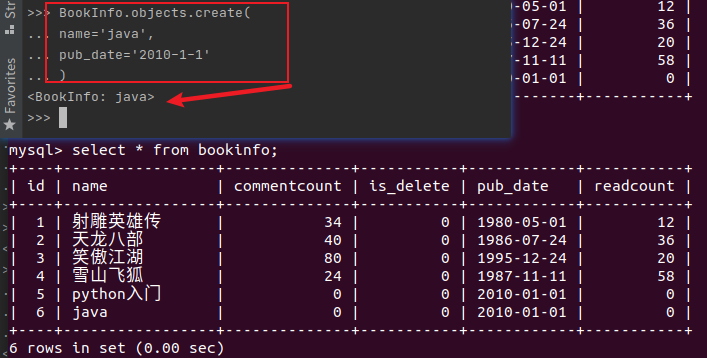 Str
Favorites
>>> BookInfo.objects.create(
... name='java',
... pub_date='2010-1-1'
... )
<BookInfo: java>
>>>
0-05-01 | 12 |
6-07-24 | 36 |
5-12-24 | 20 |
7-11-11 | 58 |
0-01-01 | 0 |
--------+-----------+
mysql> select * from bookinfo;
+----+-----------------+--------------+-----------+------------+-----------+
| id | name | commentcount | is_delete | pub_date | readcount |
+----+-----------------+--------------+-----------+------------+-----------+
| 1 | 射雕英雄传 | 34 | 0 | 1980-05-01 | 12 |
| 2 | 天龙八部 | 40 | 0 | 1986-07-24 | 36 |
| 3 | 笑傲江湖 | 80 | 0 | 1995-12-24 | 20 |
| 4 | 雪山飞狐 | 24 | 0 | 1987-11-11 | 58 |
| 5 | python入门 | 0 | 0 | 2010-01-01 | 0 |
| 6 | java | 0 | 0 | 2010-01-01 | 0 |
+----+-----------------+--------------+-----------+------------+-----------+
6 rows in set (0.00 sec)